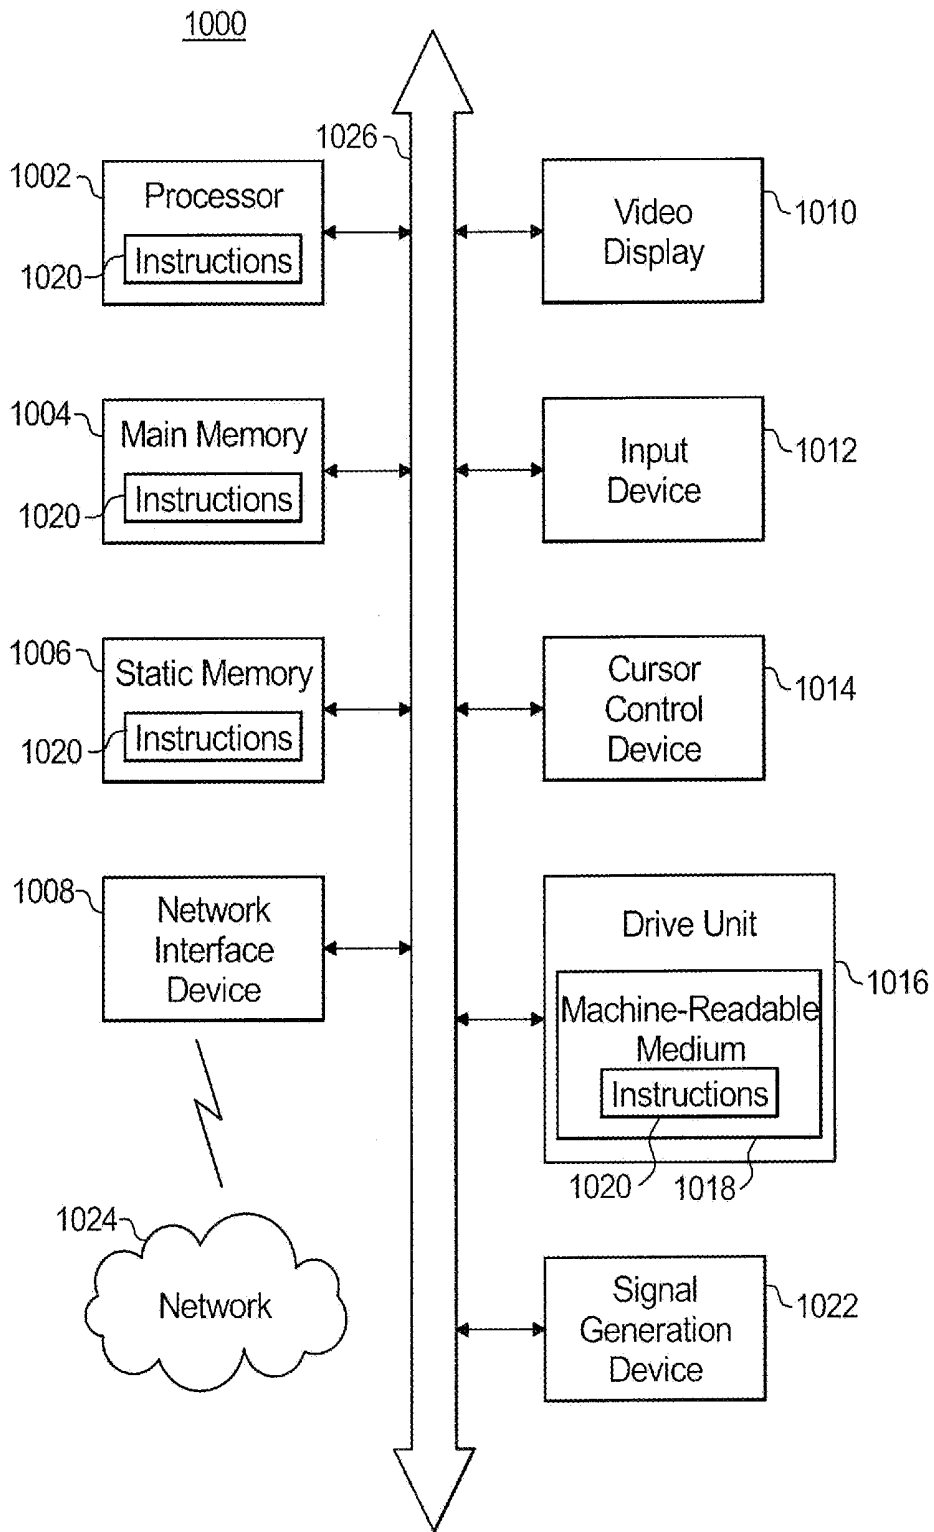 1000
1026
1002
Processor
1020
Instructions
Video
Display
1010
1004
Main Memory
1020
Instructions
Input
Device
1012
1006
Static Memory
1020
Instructions
Cursor
Control
Device
1014
1008
Network
Interface
Device
Drive Unit
1016
Machine-Readable
Medium
Instructions
1020
1018
1024
Network
Signal
Generation
Device
1022